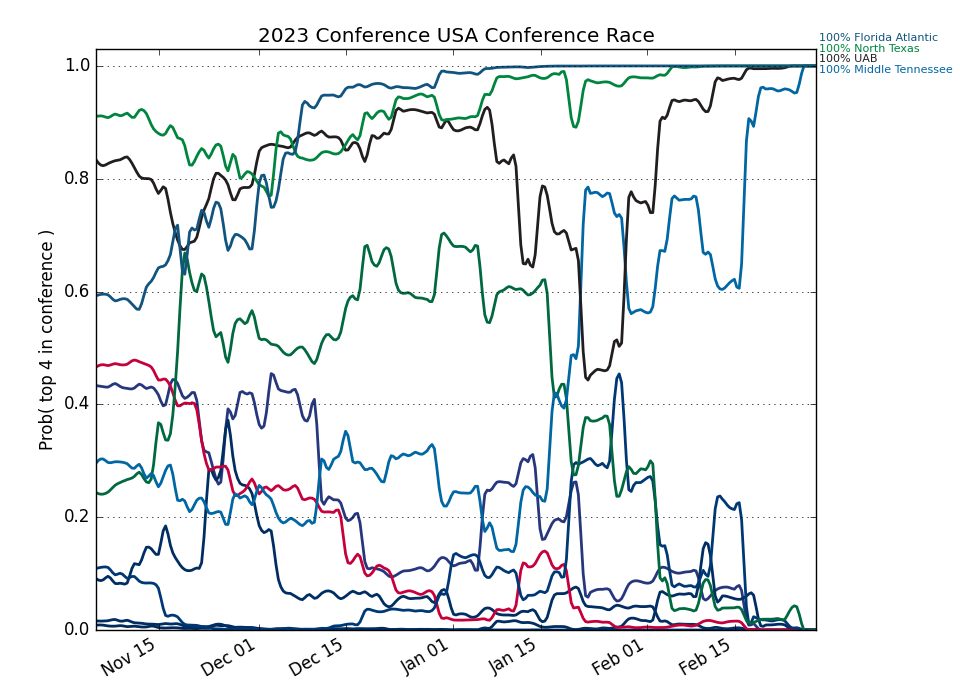 2023 Conference USA Conference Race
100% Florida Atlantic
100% North Texas
100% UAB
100% Middle Tennessee
Prob( top 4 in conference )
1.0
0.8
0.6
0.4
0.2
0.0
Nov 15
Dec 01
Dec 15
Jan 01
Jan 15
Feb 01
Feb 15